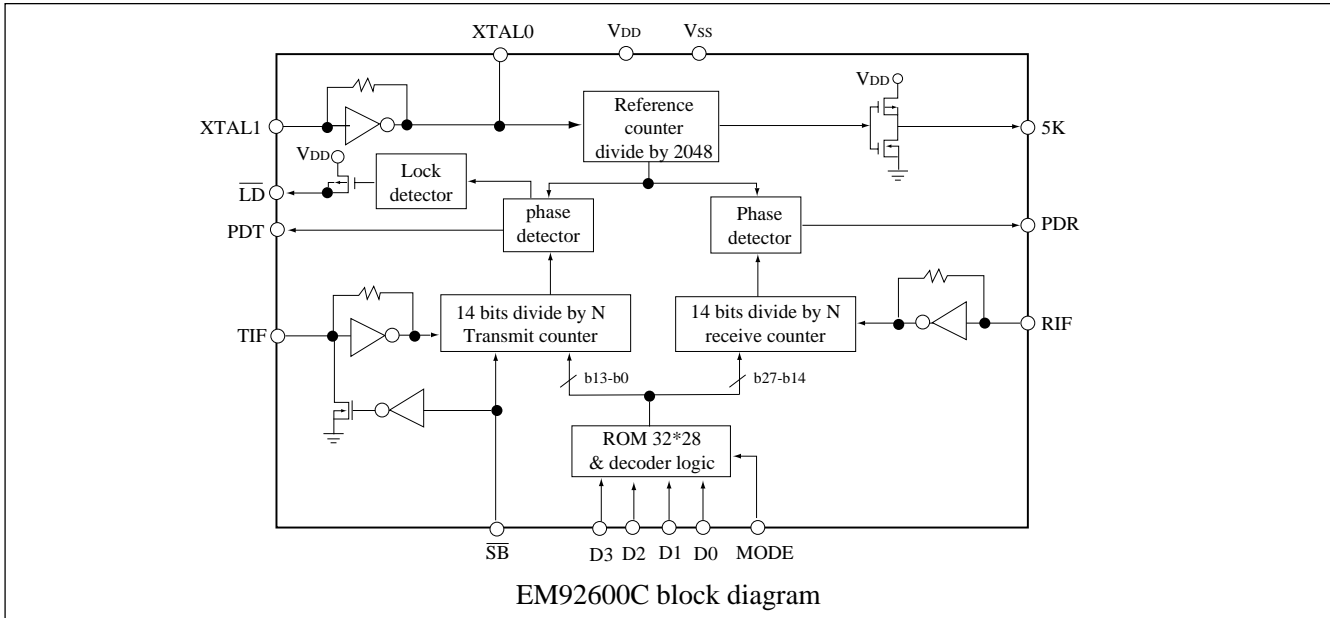 XTAL0
VDD
VSS
VDD
XTAL1
Reference
counter
divide by 2048
5K
VDD
Lock
detector
LD
phase
detector
Phase
detector
PDT
PDR
14 bits divide by N
Transmit counter
14 bits divide by N
receive counter
TIF
RIF
b13-b0
b27-b14
ROM 32*28
& decoder logic
SB
D3
D2
D1
D0
MODE
EM92600C block diagram